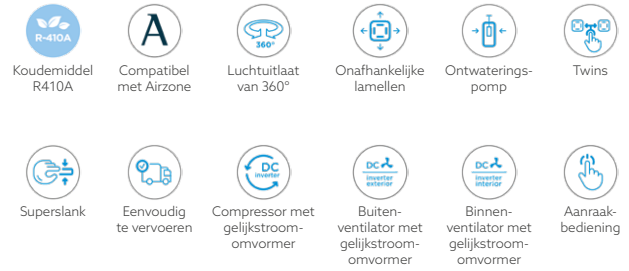 R-410A
Koudemiddel
R410A
A
Compatibel
met Airzone
360°
Luchtuitlaat
van 360°
Onafhankelijke
lamellen
Ontwaterings-
pomp
Twins
Superslank
Eenvoudig
te vervoeren
DC
inverter
Compressor met
gelijkstroom-
omvormer
DC
inverter
exterior
Buiten-
ventilator met
gelijkstroom-
omvormer
DC
inverter
interior
Binnen-
ventilator met
gelijkstroom-
omvormer
Aanraak-
bediening